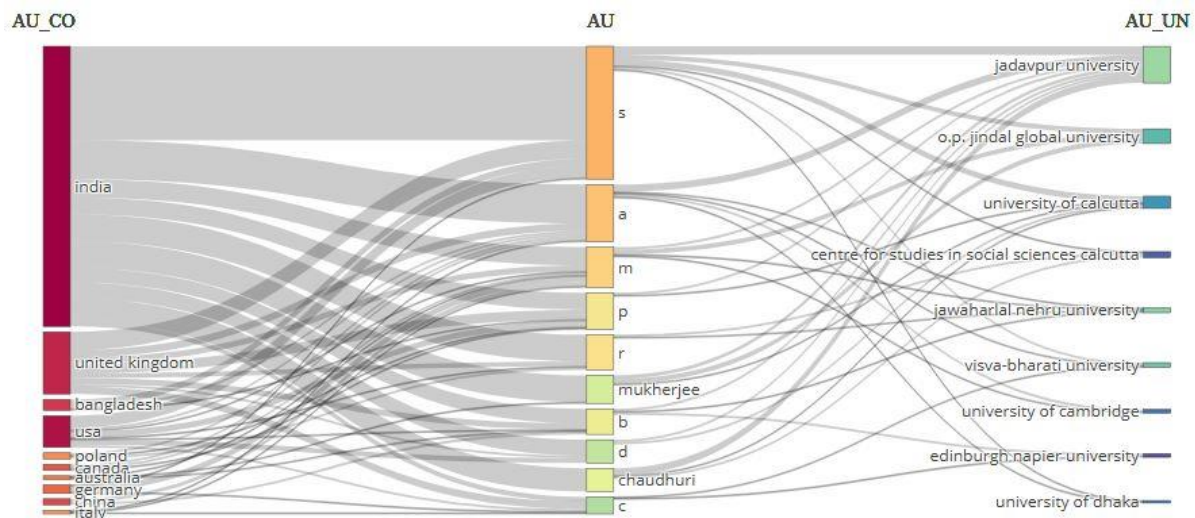 AU_CO
AU
AU_UN
india
united kingdom
bangladesh
usa
poland
canada
australia
germany
china
italy
s
a
m
p
r
mukherjee
b
d
chaudhuri
c
jadavpur university
o.p. jindal global university
university of calcutta
centre for studies in social sciences calcutta
jawaharlal nehru university
visva-bharati university
university of cambridge
edinburgh napier university
university of dhaka